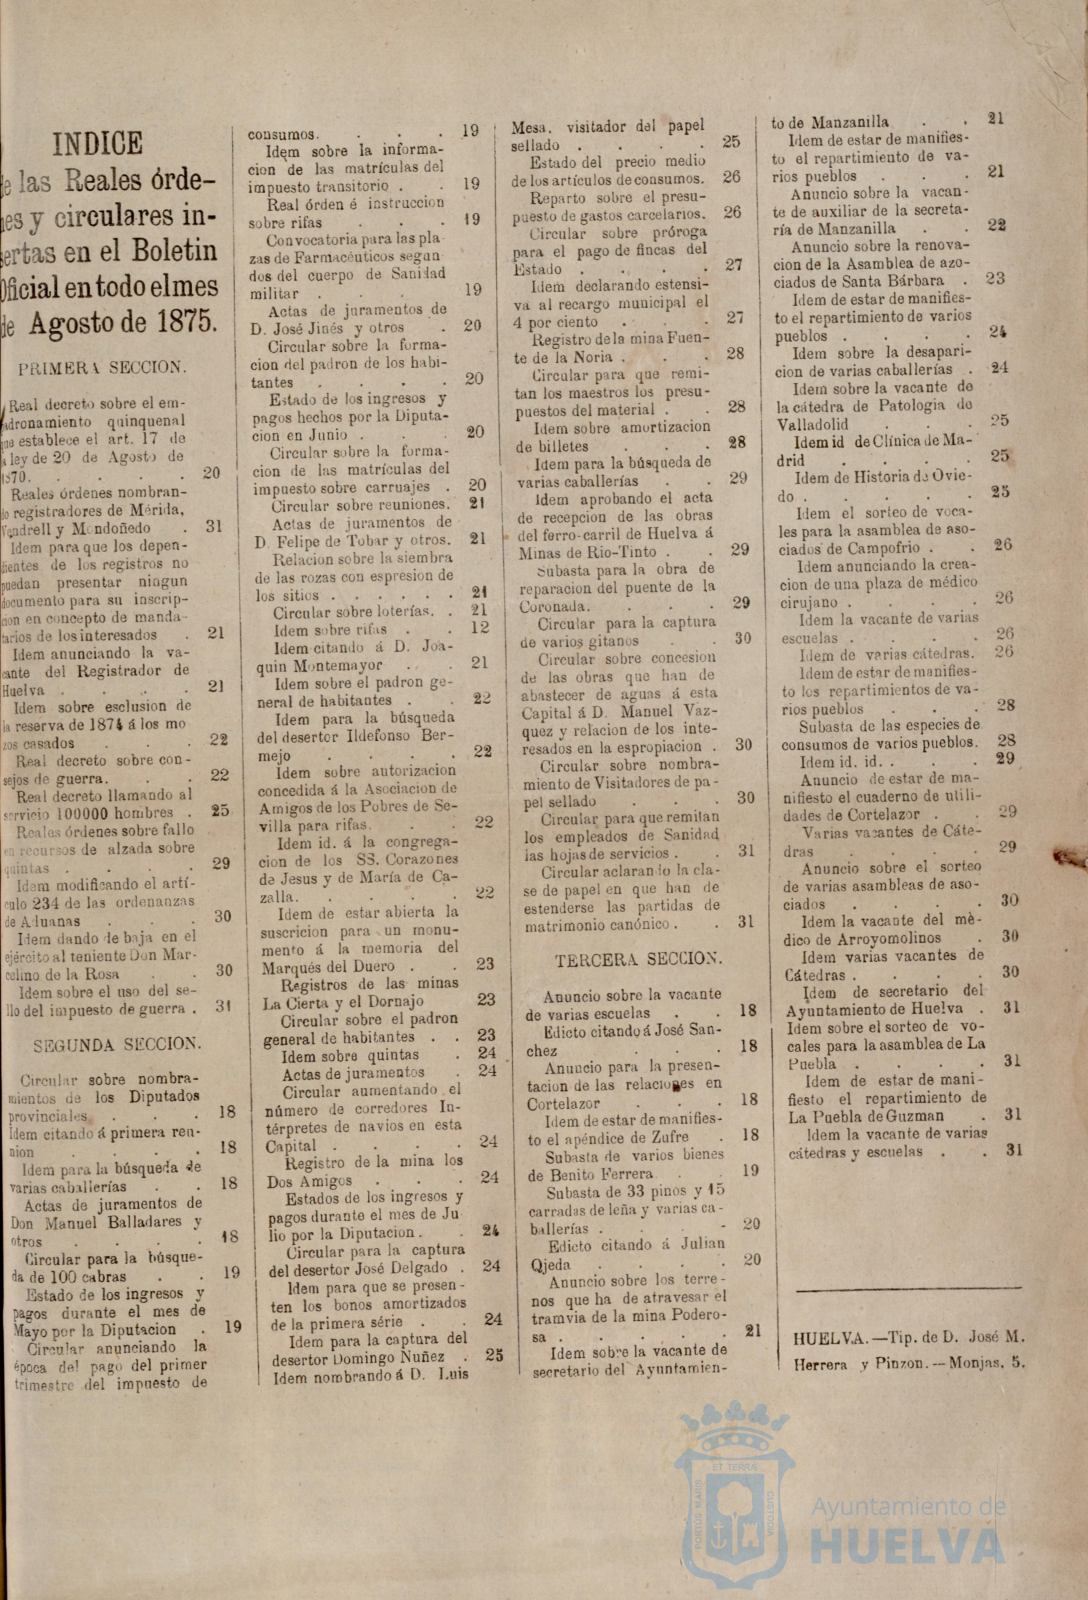 INDICE
e las Reales órde-
nes y circulares in-
sertas en el Boletin
Oficial en todo el mes
de Agosto de 1875.
PRIMERA SECCION.
Real decreto sobre el em-
adronamiento quinquenal
que establece el art. 17 de
a ley de 20 de Agosto de
1870. . . . . 20
Reales órdenes nombran-
do registradores de Mérida,
Vendrell y Mondoñedo . 31
Idem para que los depen-
dientes de los registros no
puedan presentar ningun
documento para su inscrip-
cion en concepto de manda-
tarios de los interesados . 21
Idem anunciando la va-
cante del Registrador de
Huelva . . . . 21
Idem sobre esclusion de
la reserva de 1874 á los mo
zos casados . . . 22
Real decreto sobre con-
sejos de guerra. . . 22
Real decreto llamando al
servicio 100000 hombres . 25
Reales órdenes sobre fallo
en recursos de alzada sobre
quintas . . . . 29
Idem modificando el artí-
culo 234 de las ordenanzas
de Aduanas . . 30
Idem dando de baja en el
ejército al teniente Don Mar-
celino de la Rosa . . 30
Idem sobre el uso del se-
llo del impuesto de guerra . 31
SEGUNDA SECCION.
Circular sobre nombra-
mientos de los Diputados
provinciales . . . 18
Idem citando á primera reu-
nion . . . . 18
Idem para la búsqueda de
varias caballerías . . 18
Actas de juramentos de
Don Manuel Balladares y
otros . . . . 18
Circular para la búsque-
da de 100 cabras . . 19
Estado de los ingresos y
pagos durante el mes de
Mayo por la Diputacion . 19
Circular anunciando la
época del pago del primer
trimestre del impuesto de
consumos. . . . 19
Idem sobre la informa-
cion de las matrículas del
impuesto transitorio . . 19
Real órden é instruccion
sobre rifas . . . 19
Convocatoria para las pla
zas de Farmacéuticos segun
dos del cuerpo de Sanidad
militar . . . 19
Actas de juramentos de
D. José Jinés y otros . 20
Circular sobre la forma-
cion del padron de los habi-
tantes . . . . 20
Estado de los ingresos y
pagos hechos por la Diputa-
cion en Junio . . . 20
Circular sobre la forma-
cion de las matrículas del
impuesto sobre carruajes . 20
Circular sobre reuniones. 21
Actas de juramentos de
D. Felipe de Tobar y otros. 21
Relacion sobre la siembra
de las rozas con espresion de
los sitios . . . . . . 21
Circular sobre loterías. . 21
Idem sobre rifas . . 12
Idem citando á D. Joa-
quin Montemayor . . 21
Idem sobre el padron ge-
neral de habitantes . . 22
Idem para la búsqueda
del desertor Ildefonso Ber-
mejo . . . . 22
Idem sobre autorizacion
concedida á la Asociacion de
Amigos de los Pobres de Se-
villa para rifas. . . 22
Idem id. á la congrega-
cion de los SS. Corazones
de Jesus y de María de Ca-
zalla. . . . . 22
Idem de estar abierta la
suscricion para un monu-
mento á la memoria del
Marqués del Duero . . 23
Registros de las minas
La Cierta y el Dornajo 23
Circular sobre el padron
general de habitantes . . 23
Idem sobre quintas . 24
Actas de juramentos . 24
Circular aumentando el
número de corredores In-
térpretes de navios en esta
Capital . . . . 24
Registro de la mina los
Dos Amigos . . . 24
Estados de los ingresos y
pagos durante el mes de Ju
lio por la Diputacion. . 24
Circular para la captura
del desertor José Delgado . 24
Idem para que se presen-
ten los bonos amortizados
de la primera série . . 24
Idem para la captura del
desertor Domingo Nuñez . 25
Idem nombrando á D. Luis
Mesa, visitador del papel
sellado . . . . 25
Estado del precio medio
de los artículos de consumos. 26
Reparto sobre el presu-
puesto de gastos carcelarios. 26
Circular sobre próroga
para el pago de fincas del
Estado . . . . 27
Idem declarando estensi-
va al recargo municipal el
4 por ciento . . . 27
Registro de la mina Fuen-
te de la Noria . . . 28
Circular para que remi-
tan los maestros los presu-
puestos del material . . 28
Idem sobre amortizacion
de billetes . . . 28
Idem para la búsqueda de
varias caballerías . . 29
Idem aprobando el acta
de recepcion de las obras
del ferro-carril de Huelva á
Minas de Rio-Tinto . . 29
Subasta para la obra de
reparacion del puente de la
Coronada. . . . 29
Circular para la captura
de varios gitanos . . 30
Circular sobre concesion
de las obras que han de
abastecer de aguas á esta
Capital á D. Manuel Vaz-
quez y relacion de los inte-
resados en la espropiacion . 30
Circular sobre nombra-
miento de Visitadores de pa-
pel sellado . . . 30
Circular para que remitan
los empleados de Sanidad
las hojas de servicios . . 31
Circular aclarando la cla-
se de papel en que han de
estenderse las partidas de
matrimonio canónico . . 31
TERCERA SECCION.
Anuncio sobre la vacante
de varias escuelas . . 18
Edicto citando á José San-
chez . . . 18
Anuncio para la presen-
tacion de las relaciones en
Cortelazor . . . 18
Idem de estar de manifies-
to el apéndice de Zufre . 18
Subasta de varios bienes
de Benito Ferrera . . 19
Subasta de 33 pinos y 15
carradas de leña y varias ca-
ballerías . . . - 20
Edicto citando á Julian
Ojeda . . . . 20
Anuncio sobre los terre-
nos que ha de atravesar el
tramvia de la mina Podero-
sa . . . . . 21
Idem sobre la vacante de
secretario del Ayuntamien-
to de Manzanilla . . 21
Idem de estar de manifies-
to el repartimiento de va-
rios pueblos . . . 21
Anuncio sobre la vacan-
te de auxiliar de la secreta-
ría de Manzanilla . . 22
Anuncio sobre la renova-
cion de la Asamblea de azo-
ciados de Santa Bárbara . 23
Idem de estar de manifies-
to el repartimiento de varios
pueblos . . . . 24
Idem sobre la desapari-
cion de varias caballerías . 24
Idem sobre la vacante de
la cátedra de Patologia de
Valladolid . . . 25
Idem id de Clínica de Ma-
drid . . . . 25
Idem de Historia de Ovie-
do . . . . . 25
Idem el sorteo de voca-
les para la asamblea de aso-
ciados de Campofrio . . 26
Idem anunciando la crea-
cion de una plaza de médico
cirujano . . . . 26
Idem la vacante de varias
escuelas . . . . 26
Idem de varias cátedras. 26
Idem de estar de manifies-
to los repartimientos de va-
rios pueblos . . . 28
Subasta de las especies de
consumos de varios pueblos. 28
Idem id. id. . . . 29
Anuncio de estar de ma-
nifiesto el cuaderno de utili-
dades de Cortelazor . . 29
Varias vacantes de Cáte-
dras . . . . 29
Anuncio sobre el sorteo
de varias asambleas de aso-
ciados . . . . 30
Idem la vacante del mè-
dico de Arroyomolinos . 30
Idem varias vacantes de
Cátedras . . . . 30
Idem de secretario del
Ayuntamiento de Huelva . 31
Idem sobre el sorteo de vo-
cales para la asamblea de La
Puebla . . . . 31
Idem de estar de mani-
fiesto el repartimiento de
La Puebla de Guzman . 31
Idem la vacante de varias
cátedras y escuelas . . 31
HUELVA.—Tip. de D. José M.
Herrera y Pinzon.—Monjas, 5.
ET TERRAE
PORTUS MARIS
CUSTODIA
Ayuntamiento de
HUELVA